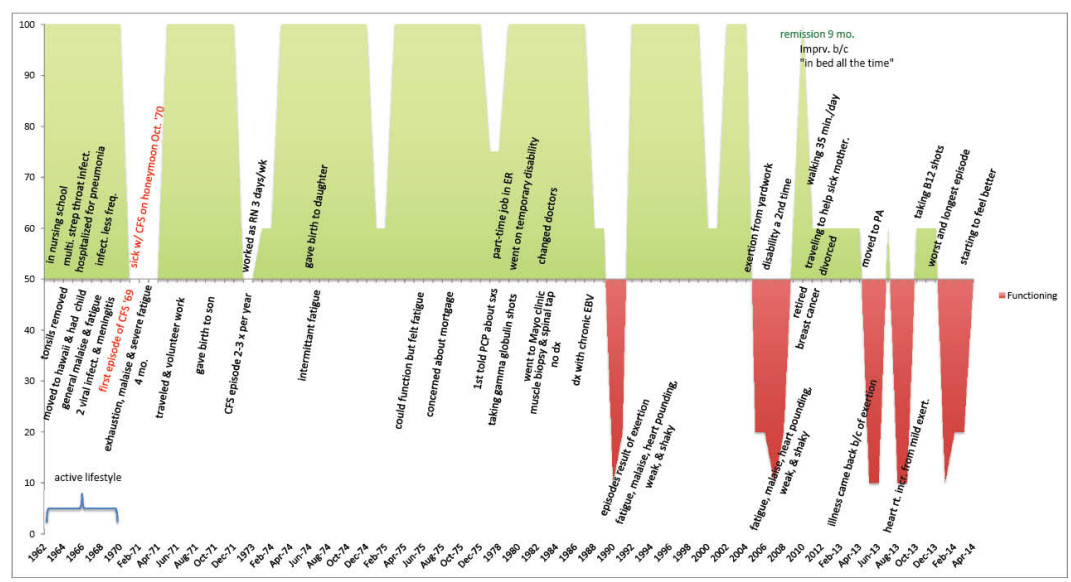 100
90
80
70
60
50
40
30
20
10
0
remission 9 mo.
Imprv. b/c
"in bed all the time"
in nursing school
multi. strep throat infect.
hospitalized for pneumonia
infect. less freq.
sick w/ CFS on honeymoon Oct. '70
worked as RN 3 days/wk
gave birth to daughter
part-time job in ER
went on temporary disability
changed doctors
exertion from yardwork
disability a 2nd time
walking 35 min./day
traveling to help sick mother.
divorced
moved to PA
taking B12 shots
worst and longest episode
starting to feel better
tonsils removed
moved to hawaii & had child
general malaise & fatigue
2 viral infect. & meningitis
first episode of CFS '69
exhaustion, malaise & severe fatigue
4 mo.
traveled & volunteer work
gave birth to son
CFS episode 2-3 x per year
intermittant fatigue
could function but felt fatigue
concerned about mortgage
1st told PCP about sxs
taking gamma globulin shots
went to Mayo clinic
muscle biopsy & spinal tap
no dx
dx with chronic EBV
episodes result of exertion
fatigue, malaise, heart pounding,
weak, & shaky
retired
breast cancer
fatigue, malaise, heart pounding,
weak, & shaky
illness came back b/c of exertion
heart rt. incr. from mild exert.
Functioning
active lifestyle
1962
1964
1966
1968
1970
Feb-71
Apr-71
Jun-71
Aug-71
Oct-71
Dec-71
1973
Feb-74
Apr-74
Jun-74
Aug-74
Oct-74
Dec-74
Feb-75
Apr-75
Jun-75
Aug-75
Oct-75
Dec-75
1978
1980
1982
1984
1986
1988
1990
1992
1994
1996
1998
2000
2002
2004
2006
2008
2010
2012
Feb-13
Apr-13
Jun-13
Aug-13
Oct-13
Dec-13
Feb-14
Apr-14